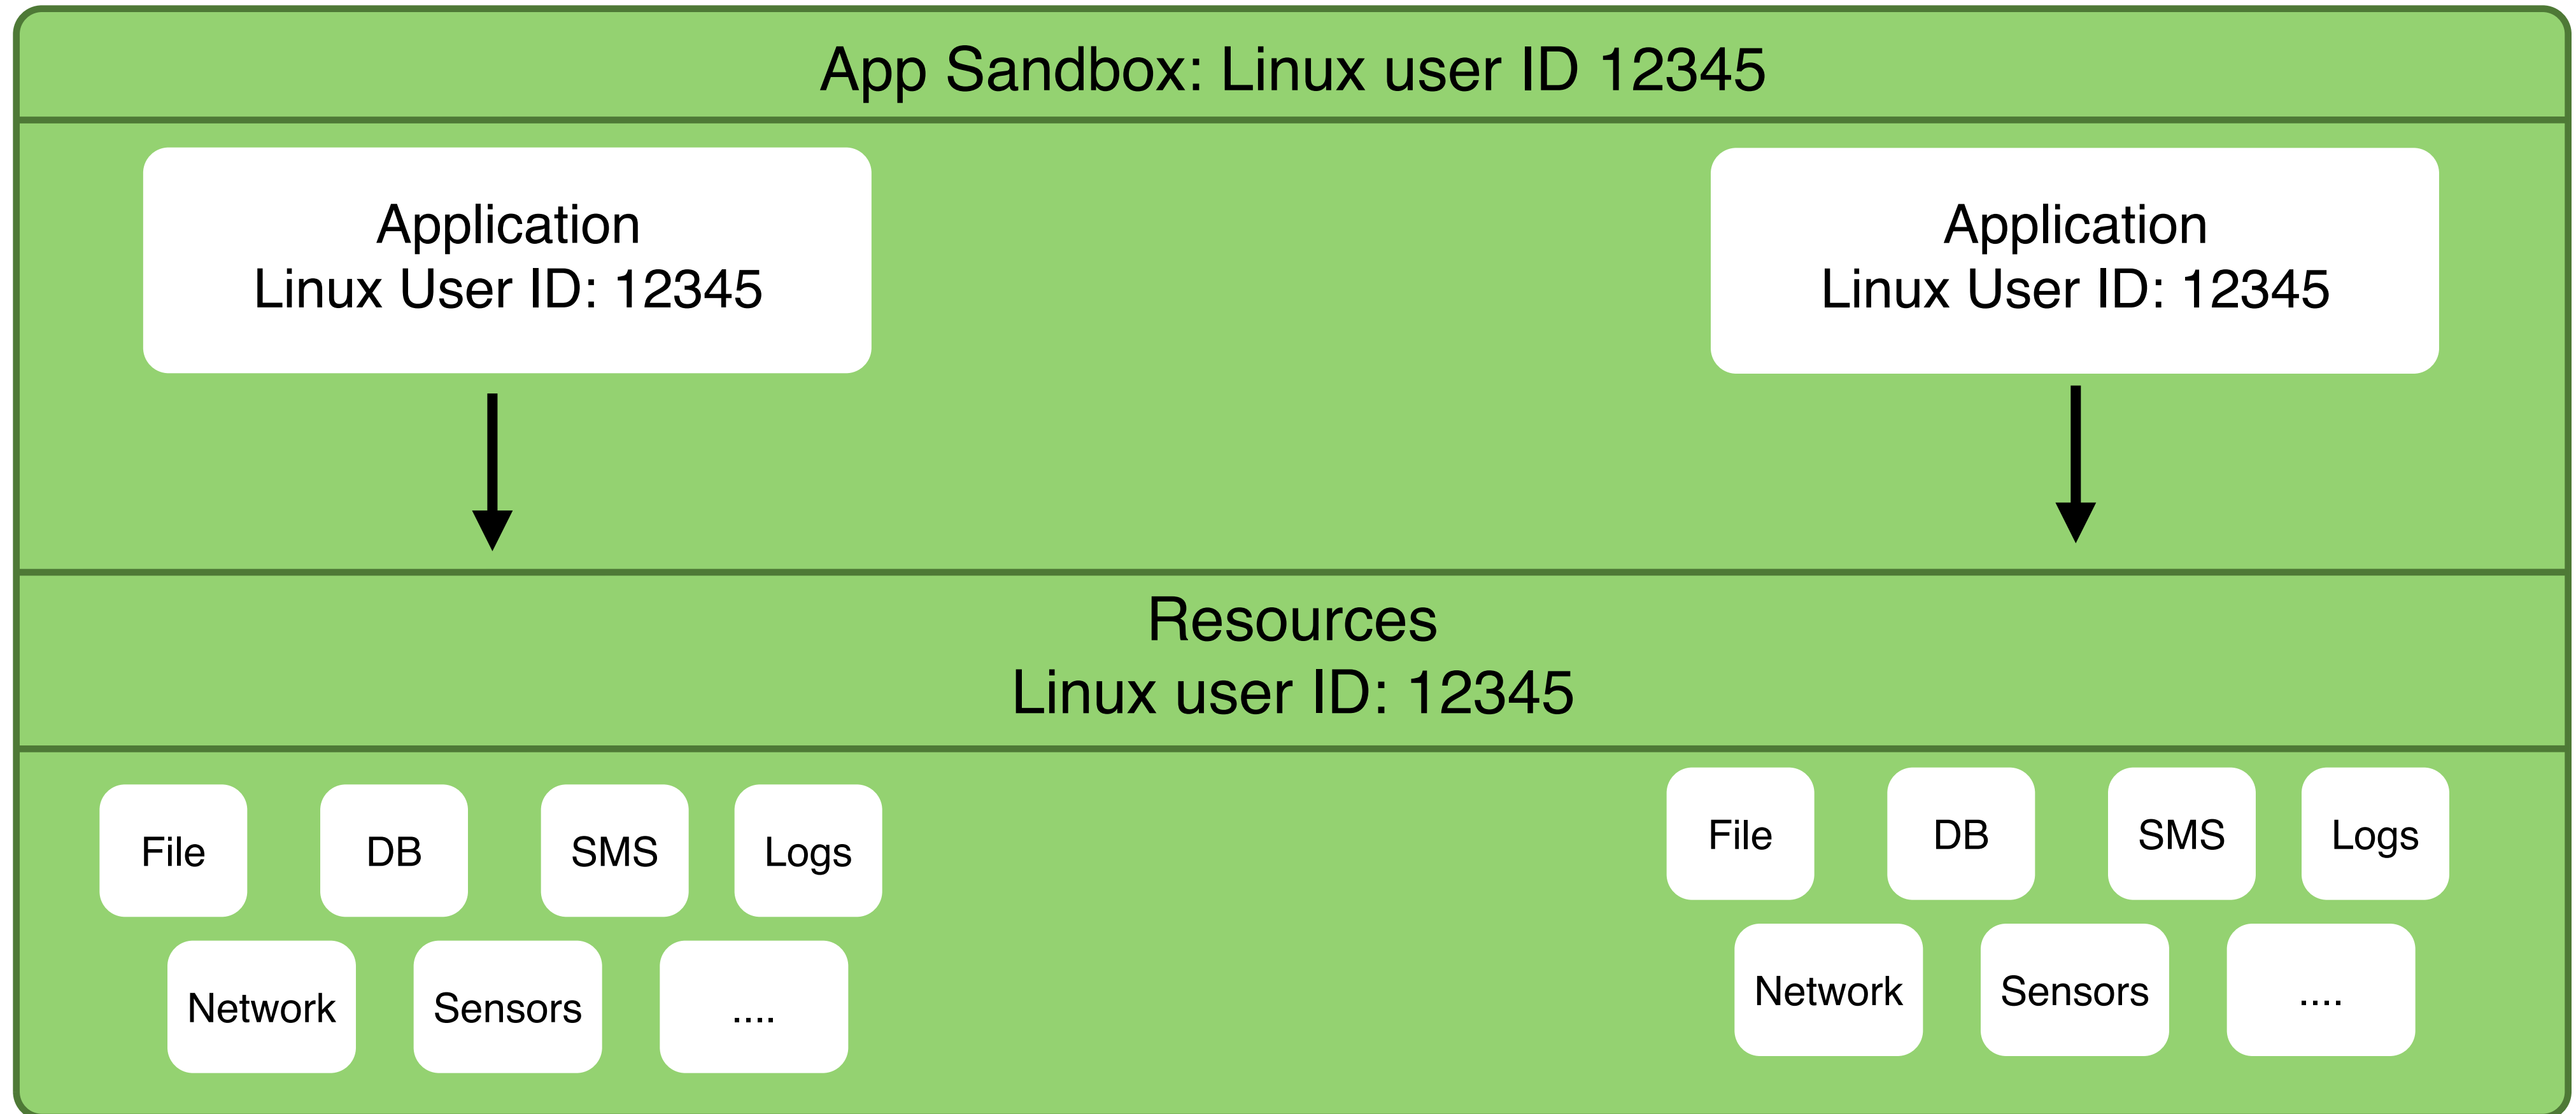 App Sandbox: Linux user ID 12345
Application
Linux User ID: 12345
Application
Linux User ID: 12345
Resources
Linux user ID: 12345
File
DB
SMS
Logs
Network
Sensors
....
File
DB
SMS
Logs
Network
Sensors
....